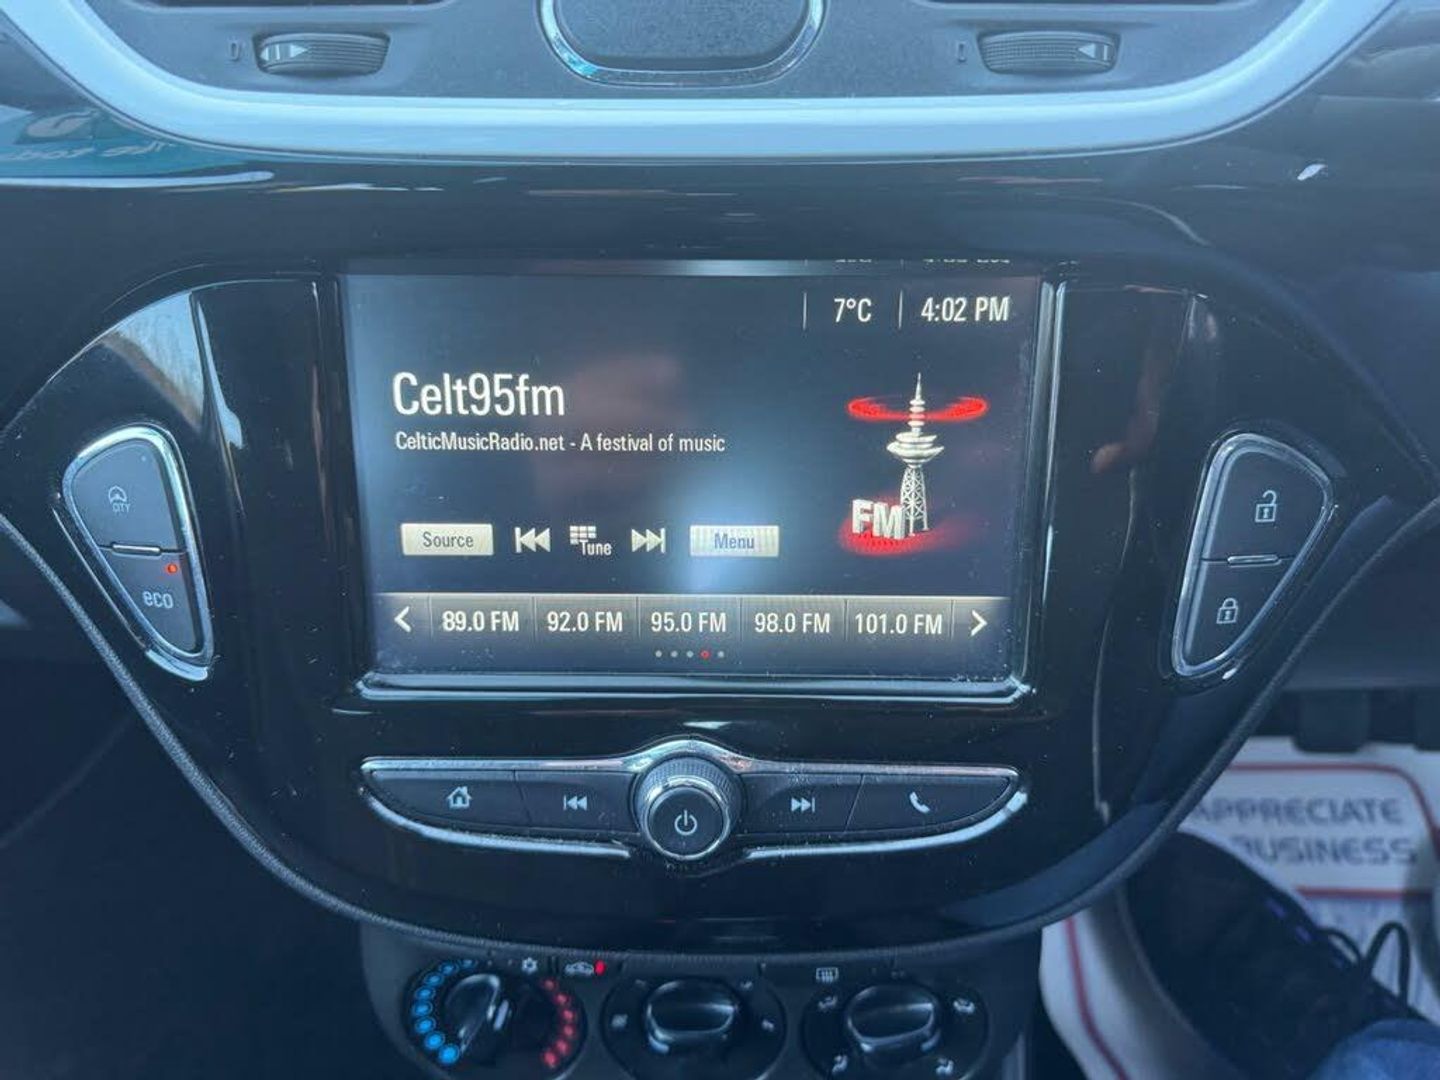 7°C
4:02 PM
Celt95fm
CelticMusicRadio.net - A festival of music
FM
Source
Tune
Menu
89.0 FM
92.0 FM
95.0 FM
98.0 FM
101.0 FM
CITY
eco
APPRECIATE
BUSINESS